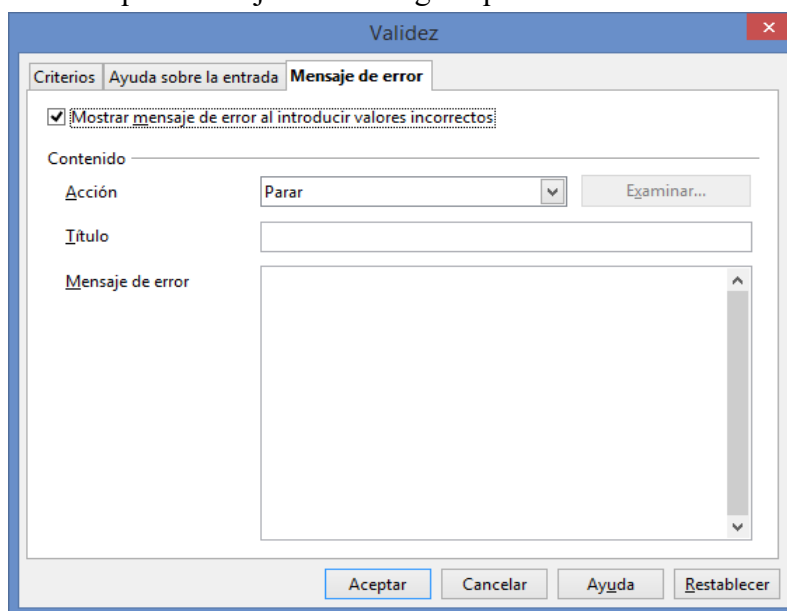 Validez
Criterios Ayuda sobre la entrada Mensaje de error
Mostrar mensaje de error al introducir valores incorrectos
Contenido
Acción Parar Examinar...
Título
Mensaje de error
Aceptar Cancelar Ayuda Restablecer